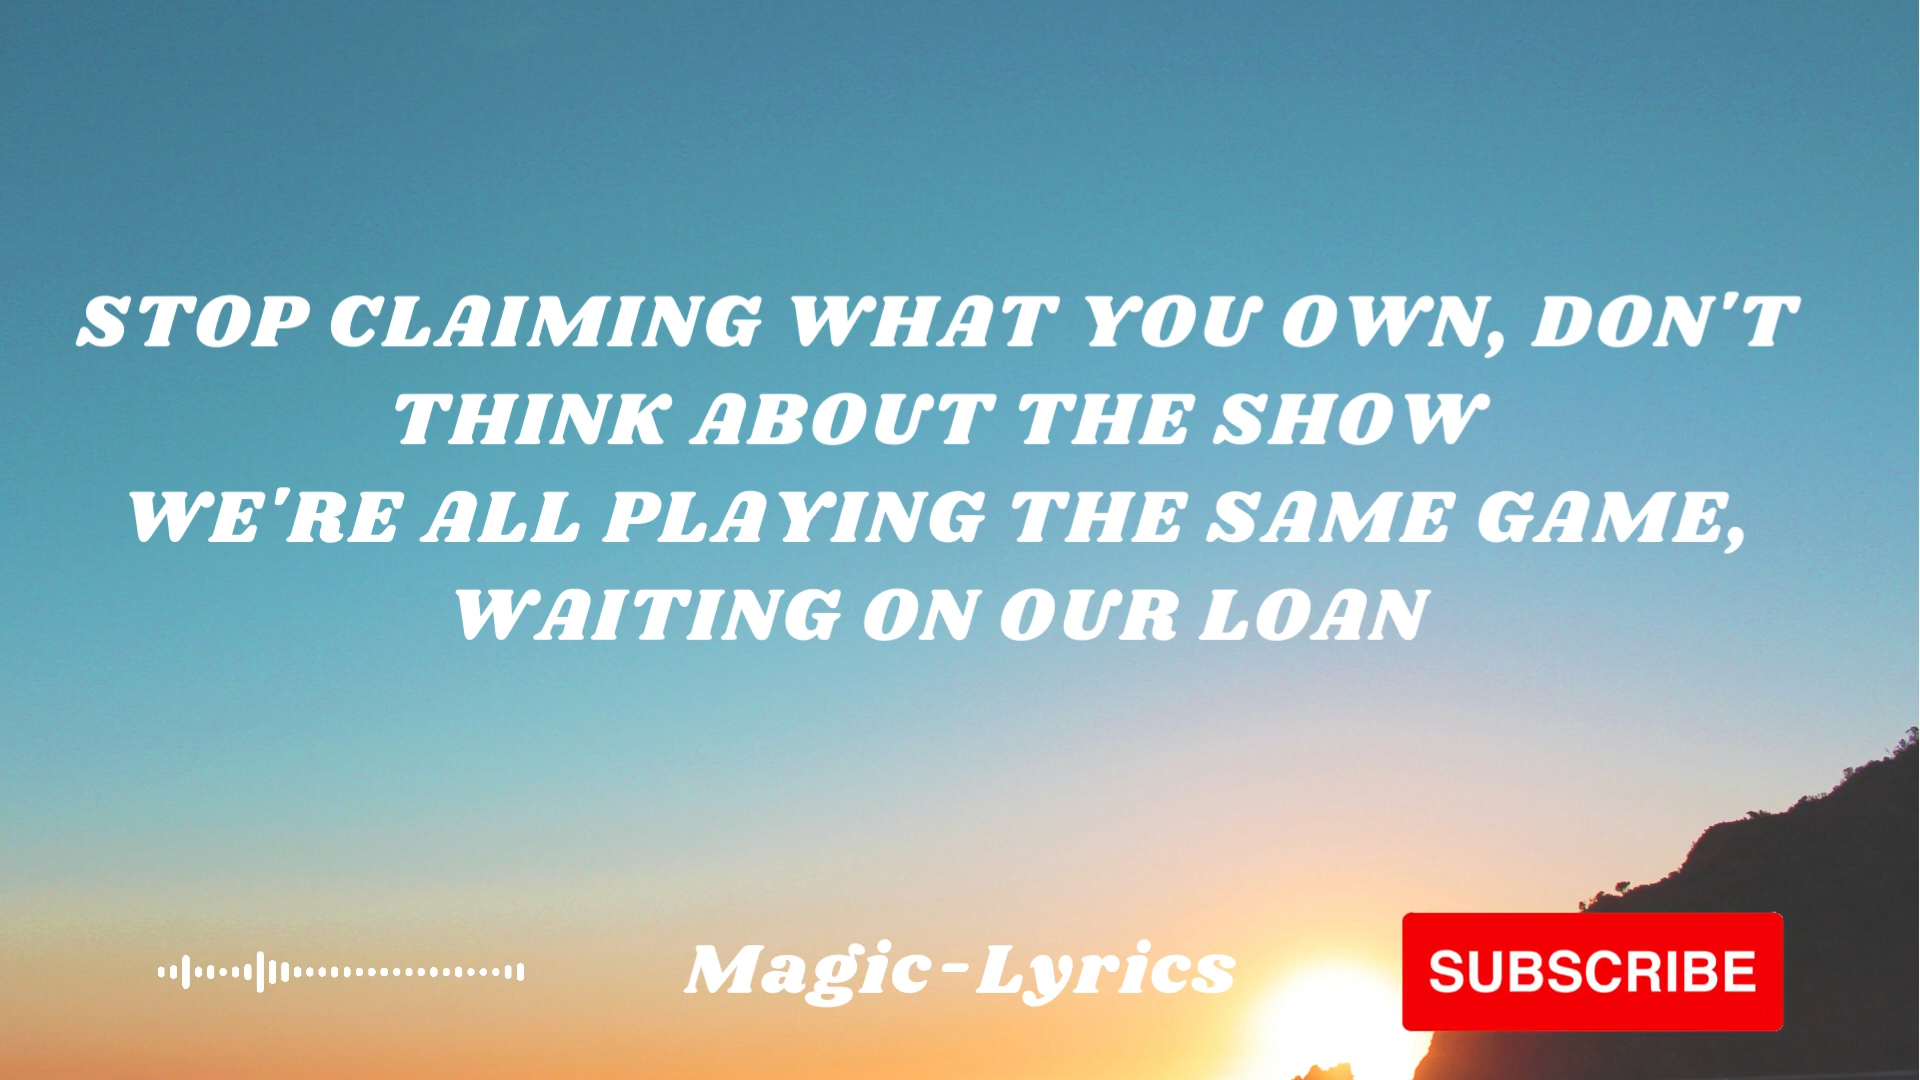 STOP CLAIMING WHAT YOU OWN, DON'T
THINK ABOUT THE SHOW
WE'RE ALL PLAYING THE SAME GAME,
WAITING ON OUR LOAN
Magic-Lyrics
SUBSCRIBE